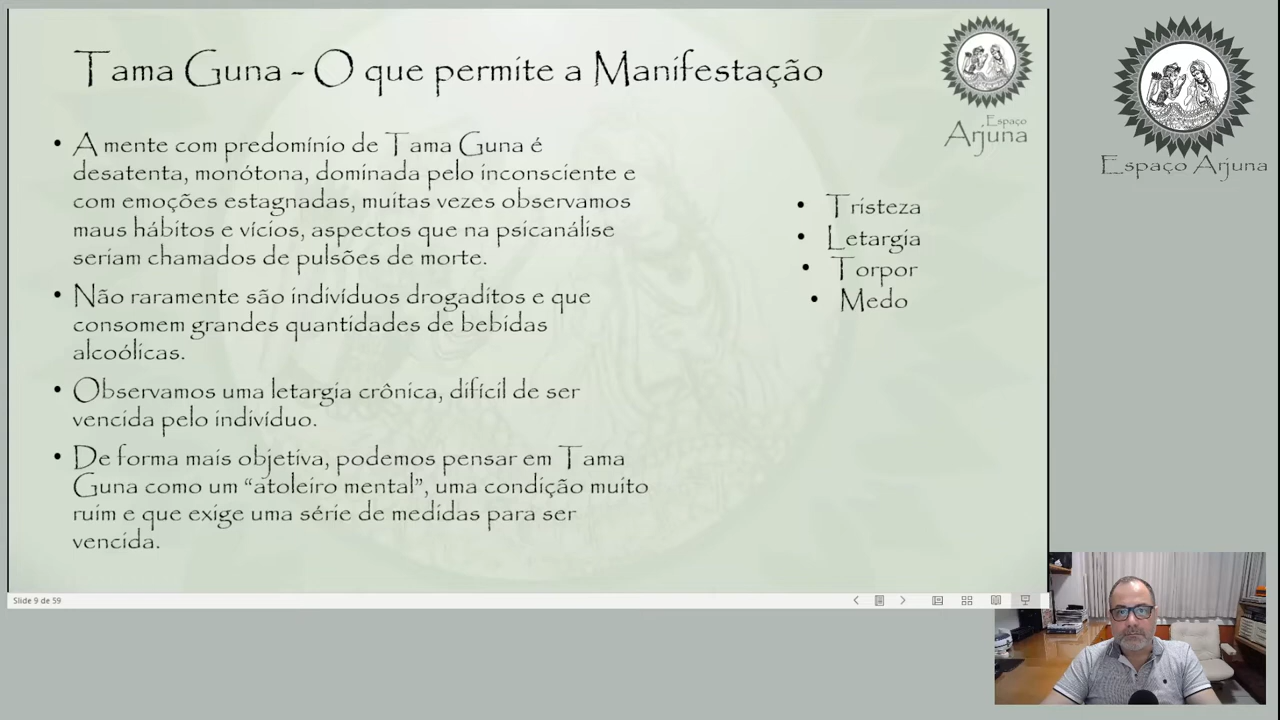 Tama Guna - O que permite a Manifestação
Espaço
Arjuna
Espaço Arjuna
• A mente com predomínio de Tama Guna é
desatenta, monótona, dominada pelo inconsciente e
com emoções estagnadas, muitas vezes observamos
maus hábitos e vícios, aspectos que na psicanálise
seriam chamados de pulsões de morte.
• Não raramente são indivíduos drogaditos e que
consomem grandes quantidades de bebidas
alcoólicas.
• Observamos uma letargia crônica, difícil de ser
vencida pelo indivíduo.
• De forma mais objetiva, podemos pensar em Tama
Guna como um “atoleiro mental”, uma condição muito
ruim e que exige uma série de medidas para ser
vencida.
• Tristeza
• Letargia
• Torpor
• Medo
Slide 9 de 59